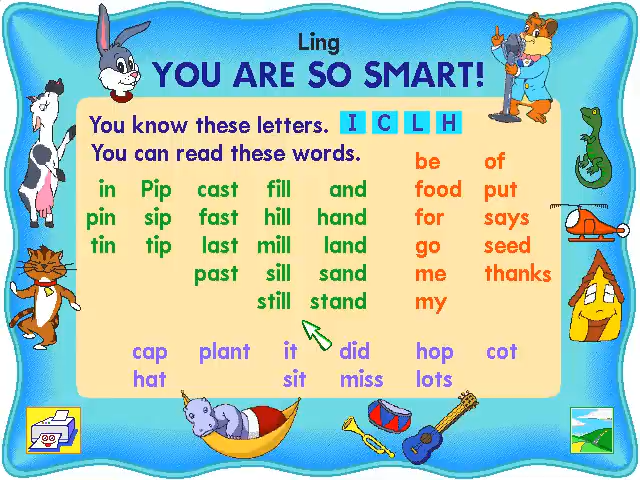 Ling
YOU ARE SO SMART!
You know these letters. I C L H
You can read these words.
be of
in Pip cast fill and food put
pin sip fast hill hand for says
tin tip last mill land go seed
past sill sand me thanks
still stand my
cap plant it did hop cot
hat sit miss lots